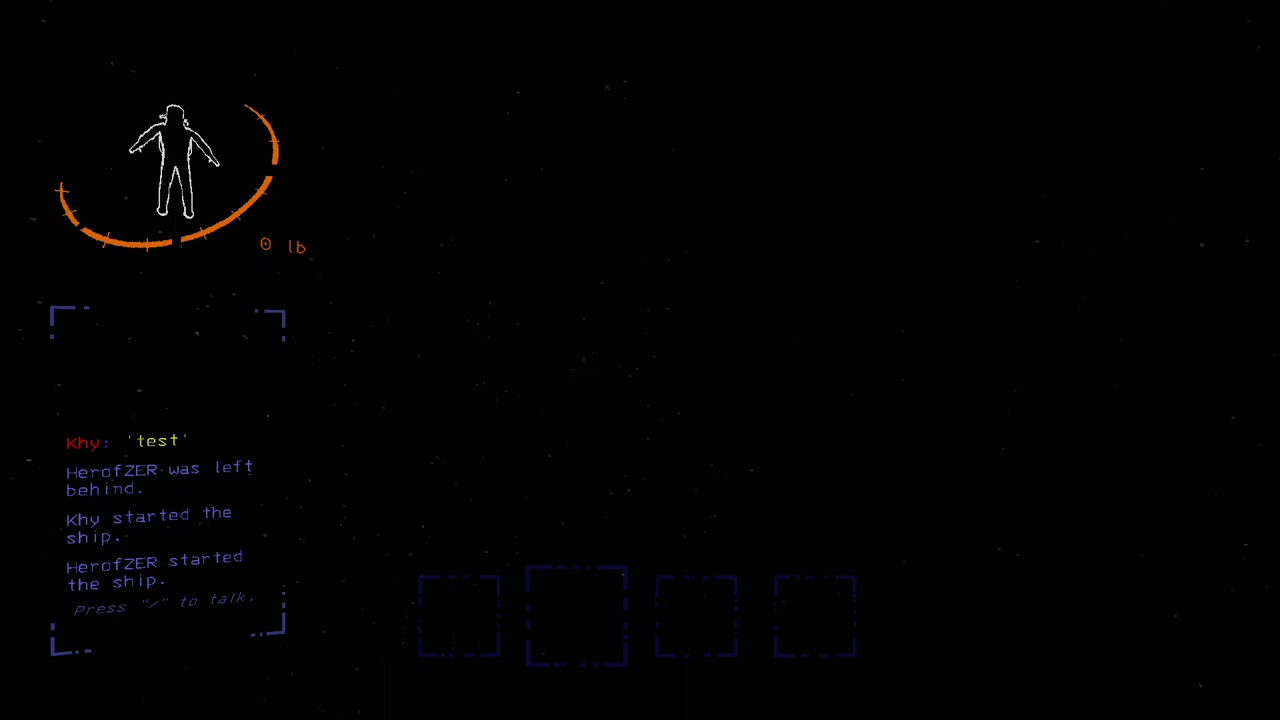 0 lb
Khy: 'test'
HerofZER was left
behind.
Khy started the
ship.
HerofZER started
the ship.
Press "/" to talk.